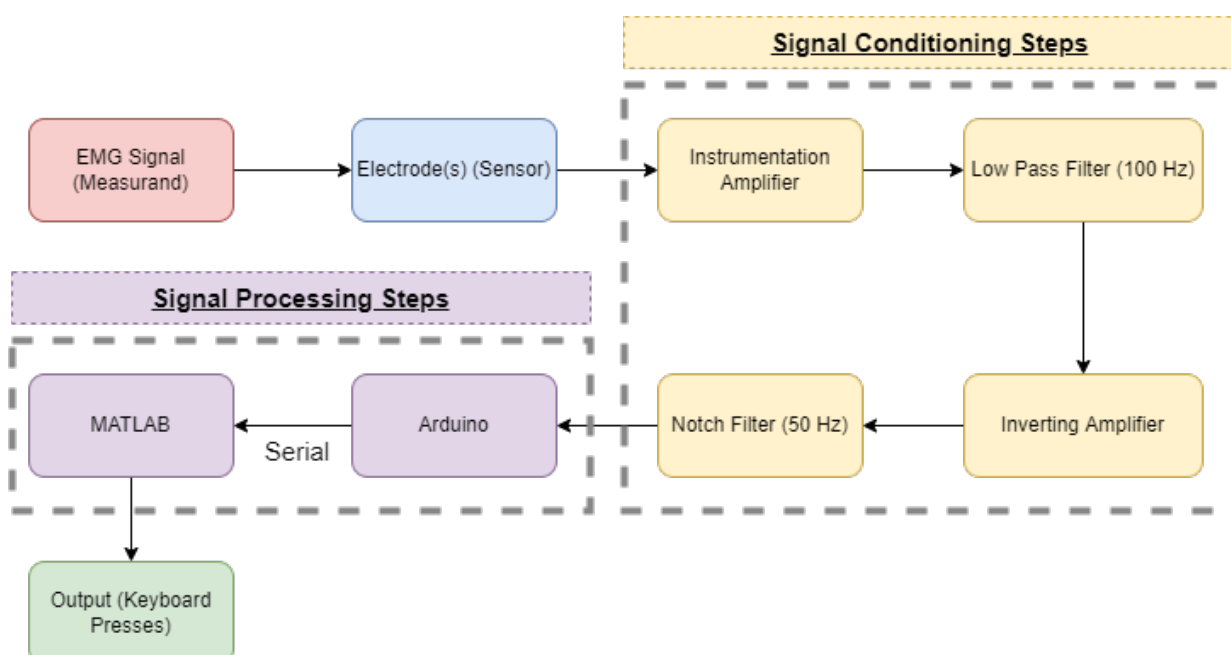 Signal Conditioning Steps
EMG Signal
(Measurand)
Electrode(s) (Sensor)
Instrumentation
Amplifier
Low Pass Filter (100 Hz)
Signal Processing Steps
MATLAB
Serial
Arduino
Notch Filter (50 Hz)
Inverting Amplifier
Output (Keyboard
Presses)